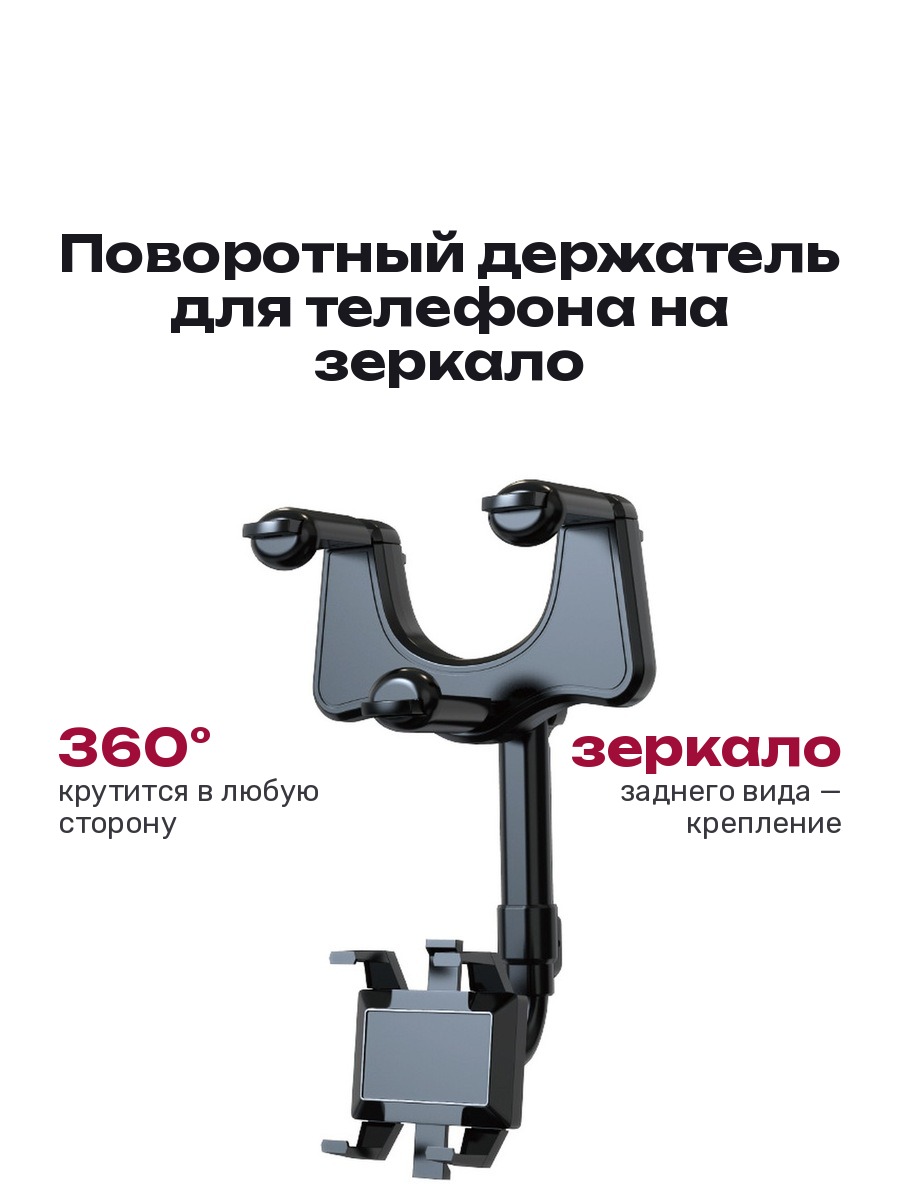 Поворотный держатель
для телефона на
зеркало
360°
крутится в любую
сторону
зеркало
заднего вида —
крепление